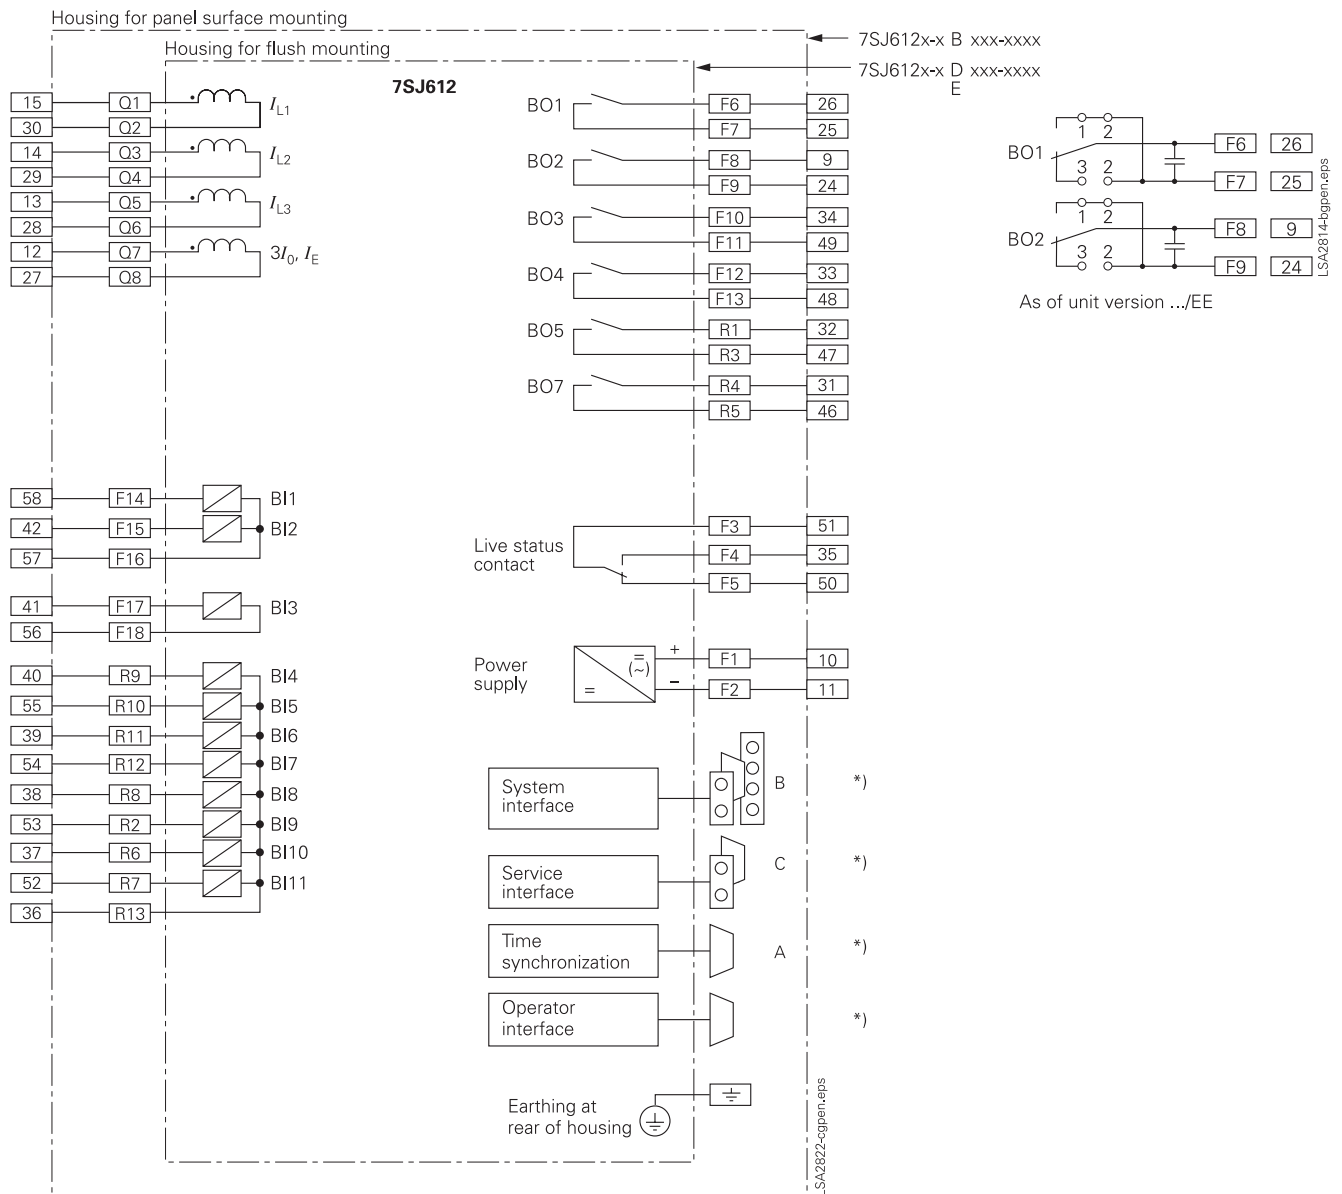 Housing for panel surface mounting
Housing for flush mounting
7SJ612x-x B xxx-xxxx
7SJ612x-x D xxx-xxxx
E
7SJ612
15 Q1 IL1
30 Q2
14 Q3 IL2
29 Q4
13 Q5 IL3
28 Q6
12 Q7 3I0, IE
27 Q8
BO1 F6 26
F7 25
BO2 F8 9
F9 24
BO3 F10 34
F11 49
BO4 F12 33
F13 48
BO5 R1 32
R3 47
BO7 R4 31
R5 46
1 2
BO1 F6 26
3 2
F7 25
1 2
BO2 F8 9
3 2
F9 24
As of unit version .../EE
LSA2814-bgpen.eps
58 F14 BI1
42 F15 BI2
57 F16
41 F17 BI3
56 F18
40 R9 BI4
55 R10 BI5
39 R11 BI6
54 R12 BI7
38 R8 BI8
53 R2 BI9
37 R6 BI10
52 R7 BI11
36 R13
Live status
contact
F3 51
F4 35
F5 50
Power
supply
= (~)
=
+ F1 10
– F2 11
System
interface
B *)
Service
interface
C *)
Time
synchronization
A *)
Operator
interface
*)
Earthing at
rear of housing
LSA2822-cgpen.eps